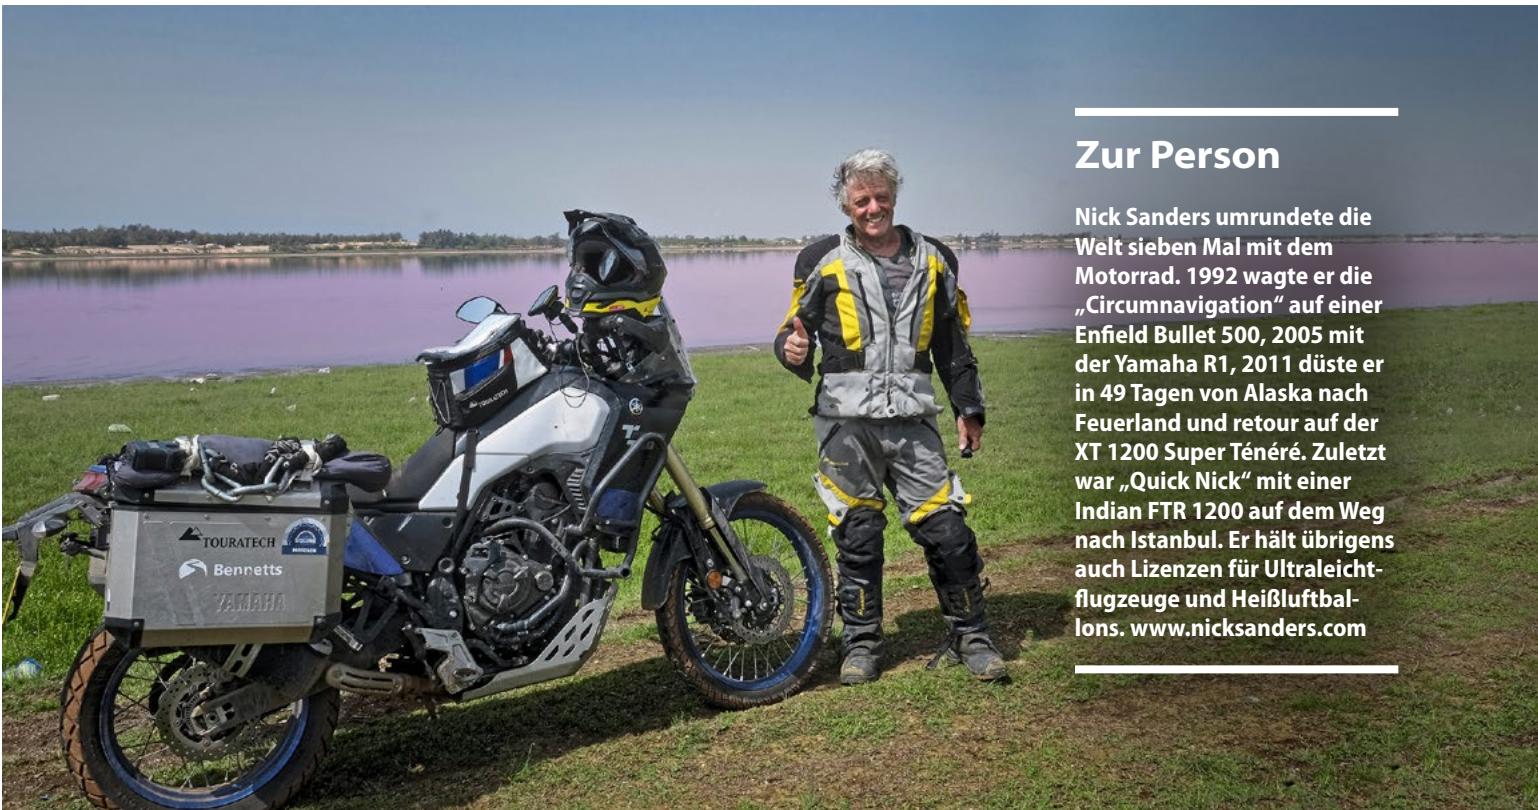 Zur Person
Nick Sanders umrundete die
Welt sieben Mal mit dem
Motorrad. 1992 wagte er die
„Circumnavigation“ auf einer
Enfield Bullet 500, 2005 mit
der Yamaha R1, 2011 düste er
in 49 Tagen von Alaska nach
Feuerland und retour auf der
XT 1200 Super Ténéré. Zuletzt
war „Quick Nick“ mit einer
Indian FTR 1200 auf dem Weg
nach Istanbul. Er hält übrigens
auch Lizenzen für Ultraleicht-
flugzeuge und Heißluftbal-
lons. www.nicksanders.com
TOURATECH
TOURATECH
Bennetts
YAMAHA